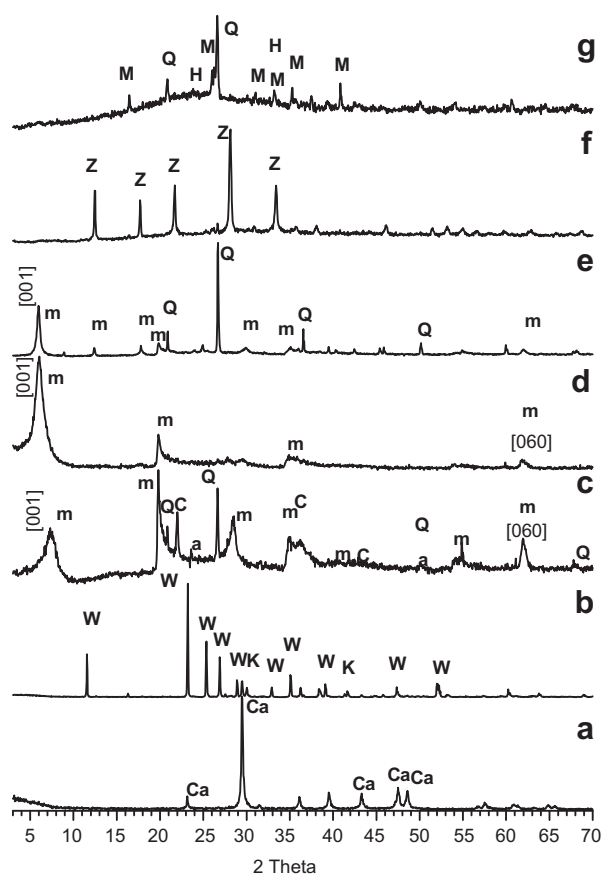 g
M Q H M Q M H M M M
f
Z Z Z Z Z
e
[001] m m m m Q Q m m Q Q m
d
[001] m m m m [060]
c
[001] m m Q C a Q m m C m C Q a m m [060] Q
b
W W W W W K W W W K W W
a
Ca Ca Ca Ca Ca
5 10 15 20 25 30 35 40 45 50 55 60 65 70
2 Theta